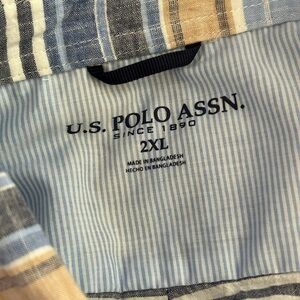 U.S. POLO ASSN.
SINCE 1890
2XL
MADE IN BANGLADESH
HECHO EN BANGLADESH